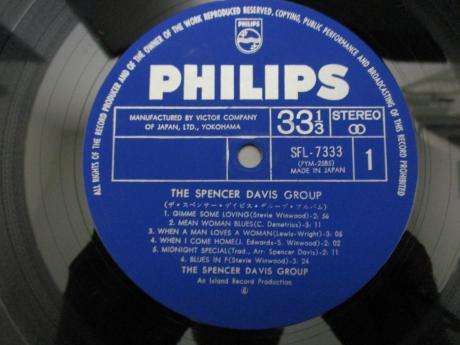 ALL RIGHTS OF THE RECORD PRODUCER AND OF THE OWNER OF THE WORK REPRODUCED RESERVED. COPYING, PUBLIC PERFORMANCE AND BROADCASTING OF THIS RECORD PROHIBITED
PHILIPS
PHILIPS
MANUFACTURED BY VICTOR COMPANY
OF JAPAN, LTD., YOKOHAMA
33 1/3
STEREO
SFL-7333
(FYM-2585)
MADE IN JAPAN
1
THE SPENCER DAVIS GROUP
(ザ・スペンサー・デイビス・グループ・アルバム)
1. GIMME SOME LOVING(Stevie Winwood)-2: 56
2. MEAN WOMAN BLUES(C. Demetriss)-3: 11
3. WHEN A MAN LOVES A WOMAN(Lewis-Wright)-3: 05
4. WHEN I COME HOME(J. Edwards-S. Winwood)-2: 02
5. MIDNIGHT SPECIAL(Trad., Arr: Spencer Davis)-2: 11
6. BLUES IN F(Stevie Winwood)-3: 24
THE SPENCER DAVIS GROUP
An Island Record Production